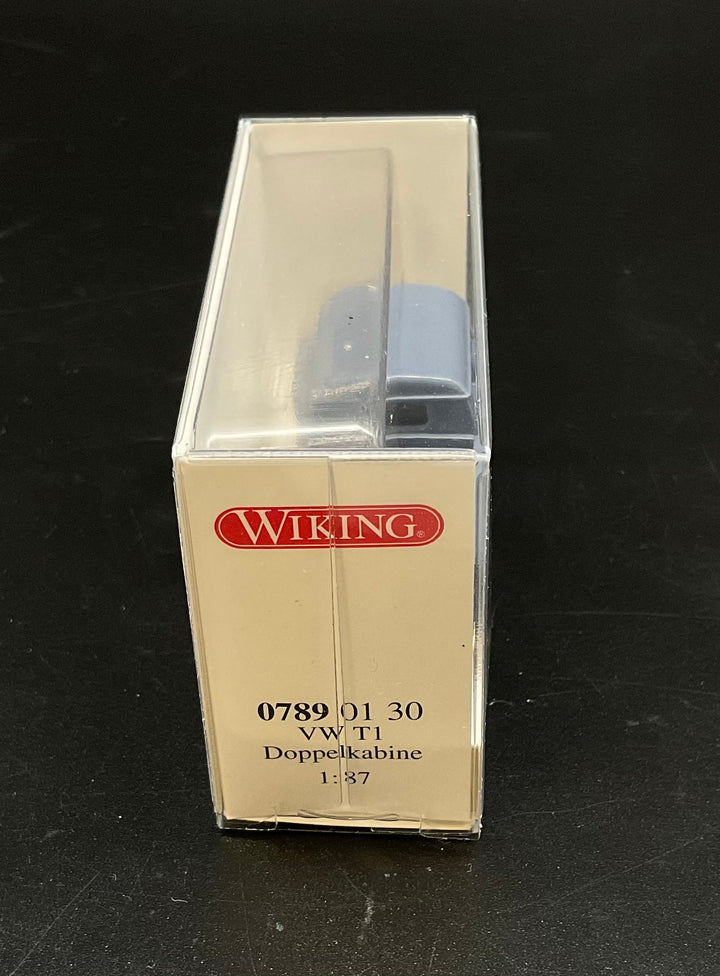 WIKING®
0789 01 30
VW T1
Doppelkabine
1:87